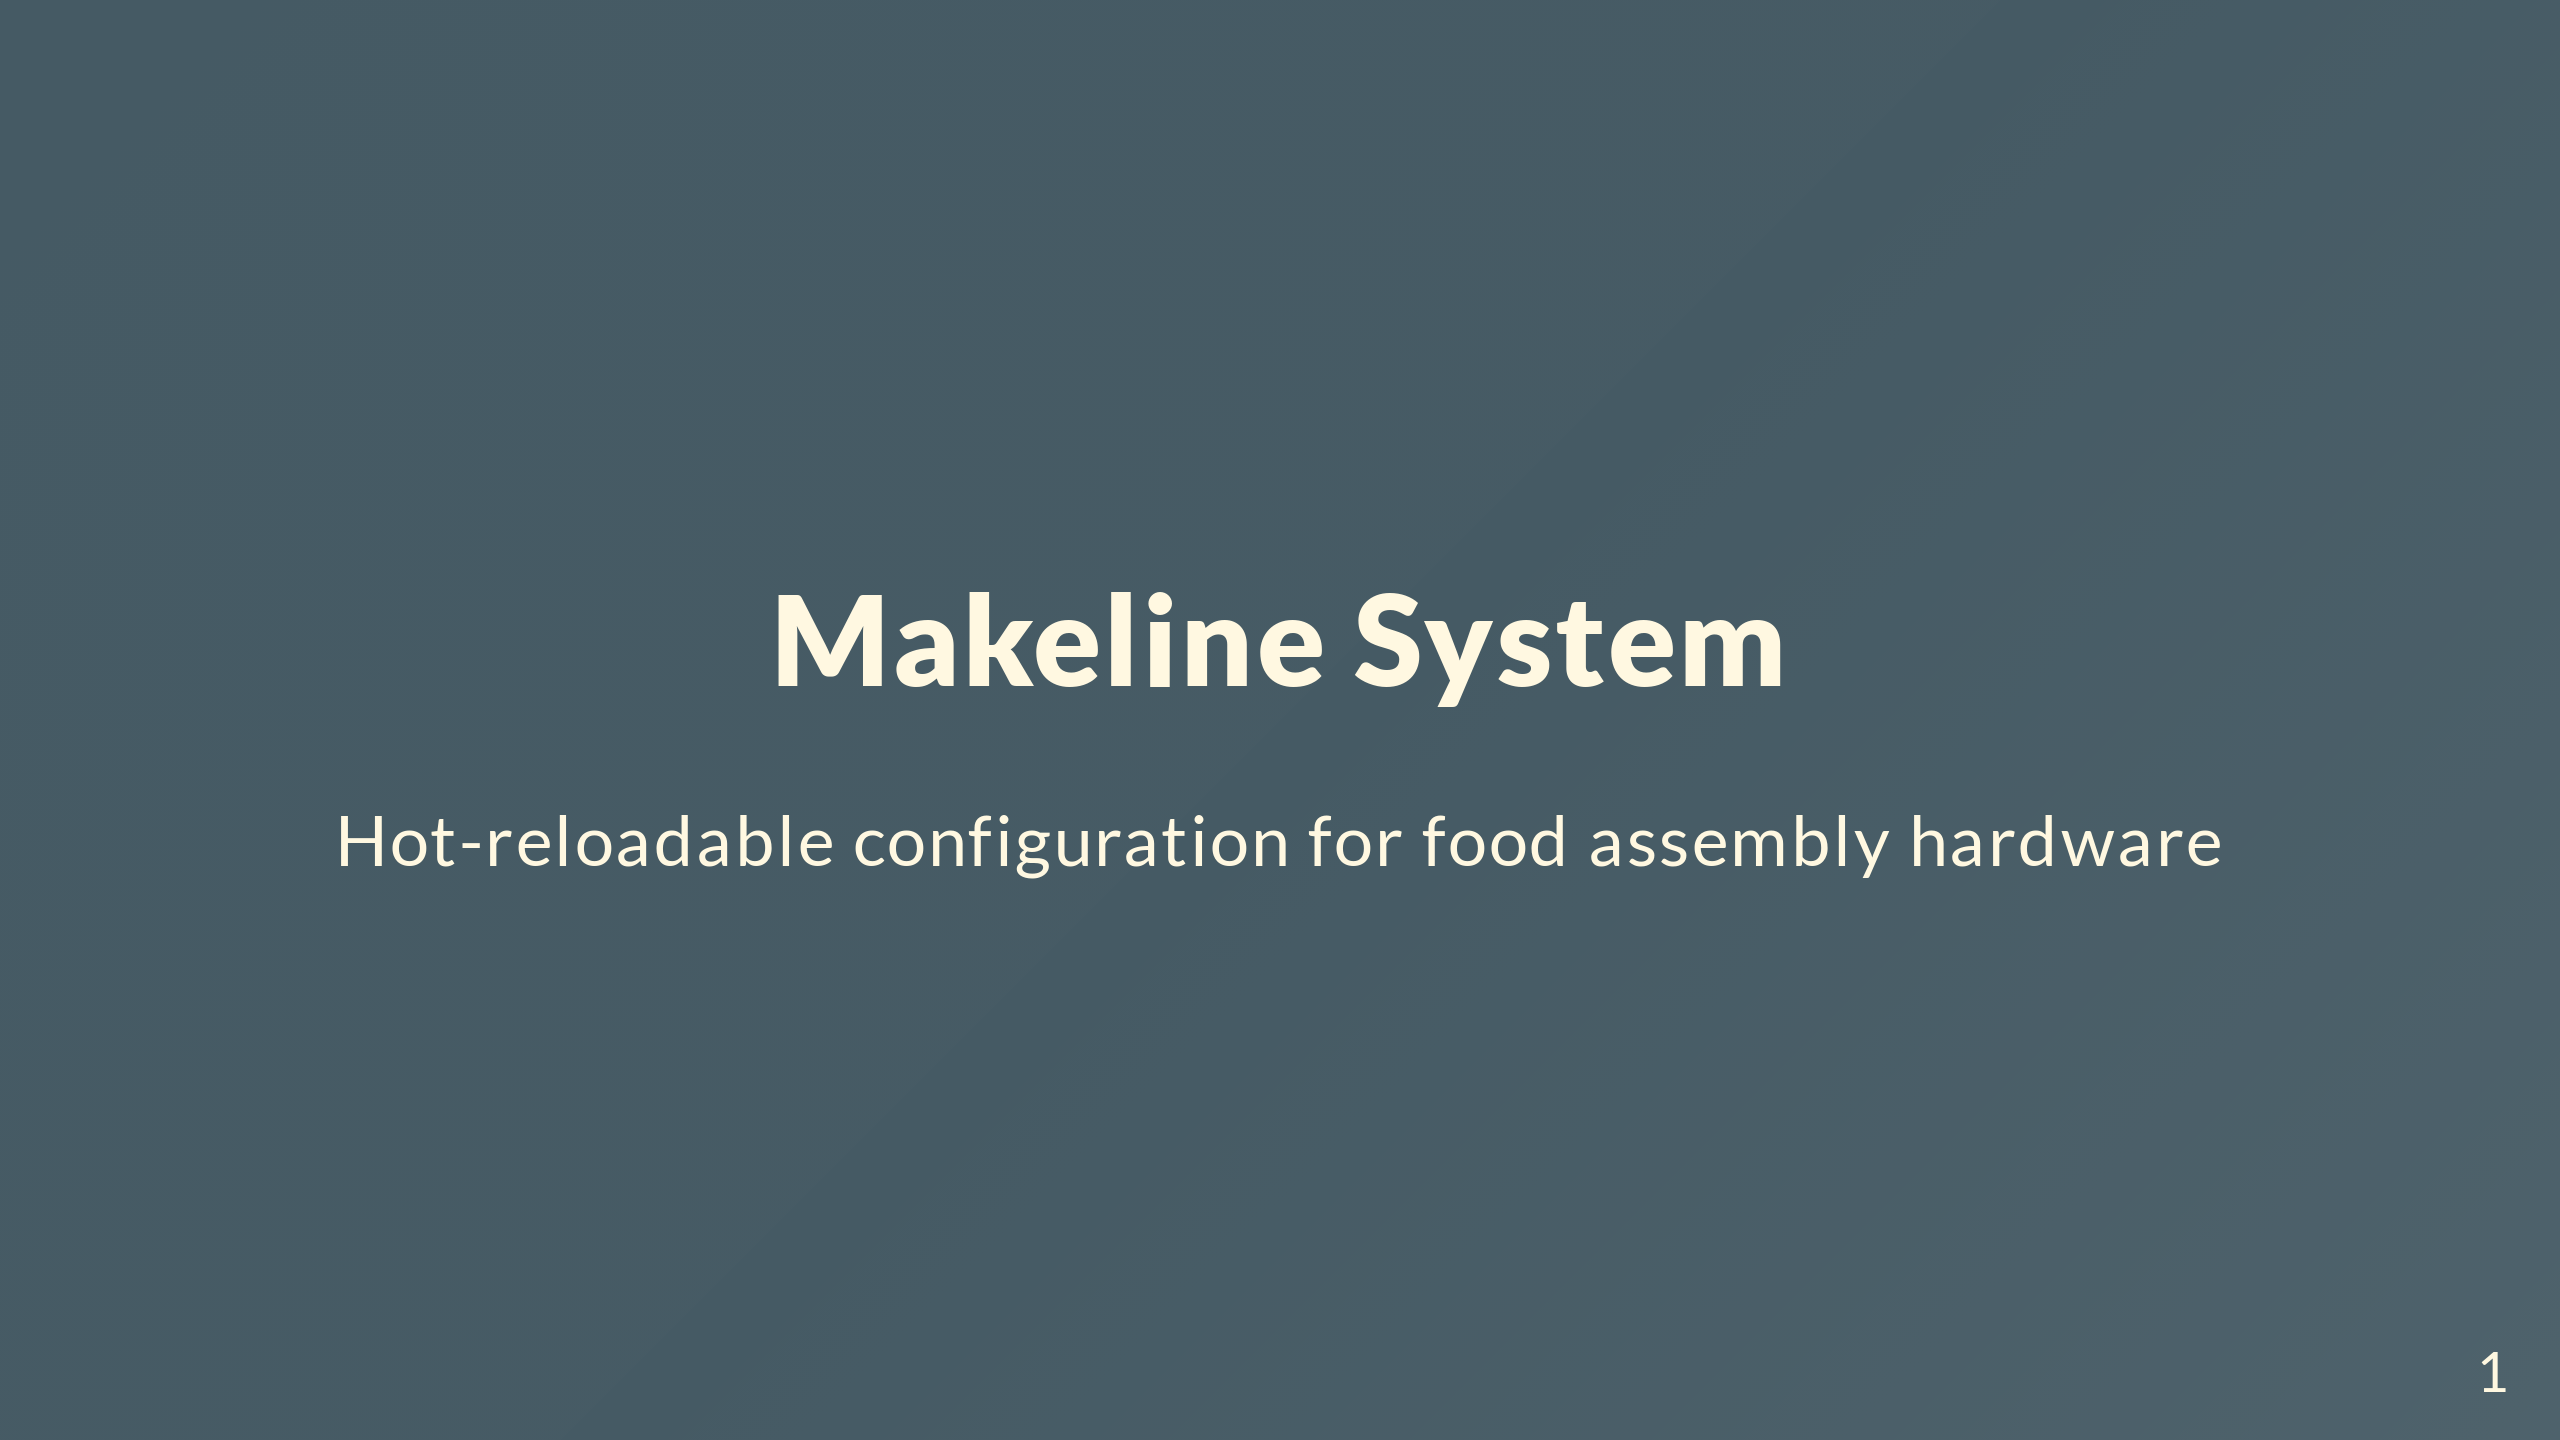 Makeline System
Hot-reloadable configuration for food assembly hardware
1